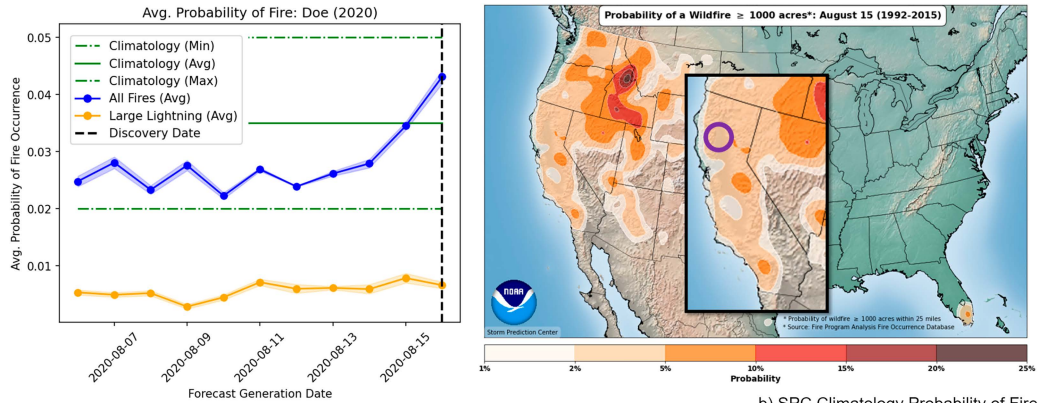 Avg. Probability of Fire: Doe (2020)
Avg. Probability of Fire Occurrence
0.05
0.04
0.03
0.02
0.01
Climatology (Min)
Climatology (Avg)
Climatology (Max)
All Fires (Avg)
Large Lightning (Avg)
Discovery Date
2020-08-07
2020-08-09
2020-08-11
2020-08-13
2020-08-15
Forecast Generation Date
Probability of a Wildfire ≥ 1000 acres*: August 15 (1992-2015)
NOAA
Storm Prediction Center
* Probability of wildfire ≥ 1000 acres within 25 miles
* Source: Fire Program Analysis Fire Occurrence Database
1% 2% 5% 10% 15% 20% 25%
Probability
b) SPC Climatology Probability of Fire